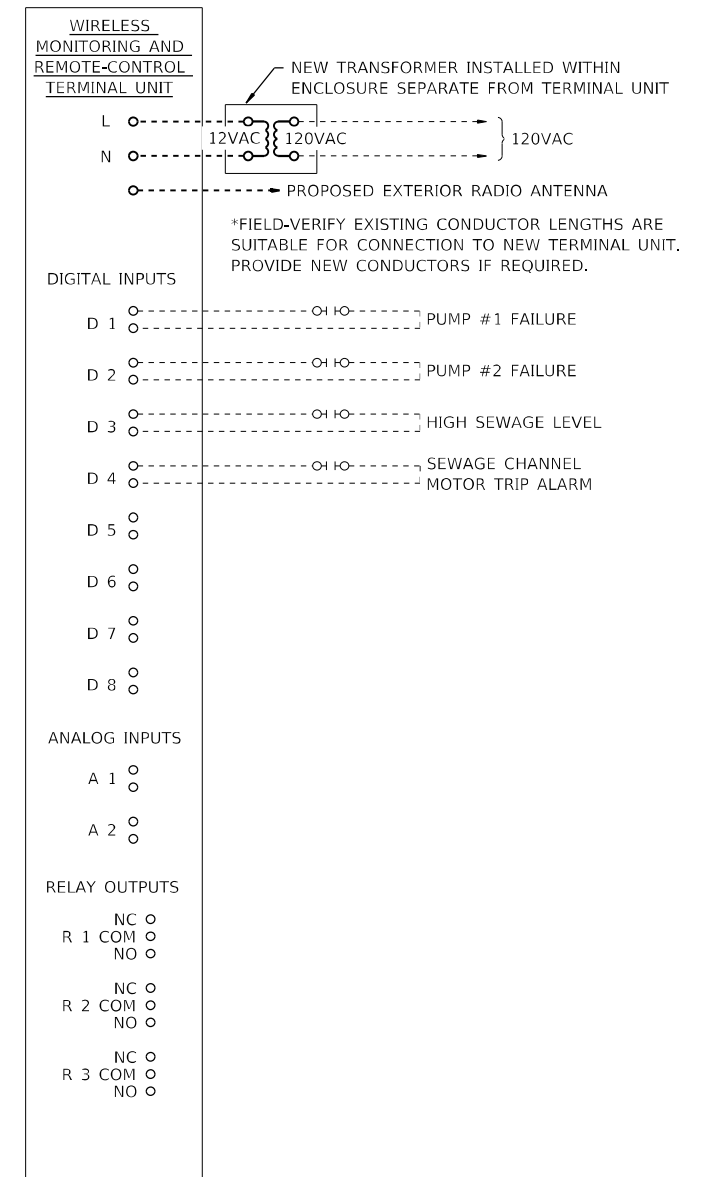 WIRELESS
MONITORING AND
REMOTE-CONTROL
TERMINAL UNIT
NEW TRANSFORMER INSTALLED WITHIN
ENCLOSURE SEPARATE FROM TERMINAL UNIT
L
12VAC
120VAC
120VAC
N
PROPOSED EXTERIOR RADIO ANTENNA
*FIELD-VERIFY EXISTING CONDUCTOR LENGTHS ARE
SUITABLE FOR CONNECTION TO NEW TERMINAL UNIT.
PROVIDE NEW CONDUCTORS IF REQUIRED.
DIGITAL INPUTS
D 1
PUMP #1 FAILURE
D 2
PUMP #2 FAILURE
D 3
HIGH SEWAGE LEVEL
D 4
SEWAGE CHANNEL
MOTOR TRIP ALARM
D 5
D 6
D 7
D 8
ANALOG INPUTS
A 1
A 2
RELAY OUTPUTS
NC
R 1 COM
NO
NC
R 2 COM
NO
NC
R 3 COM
NO